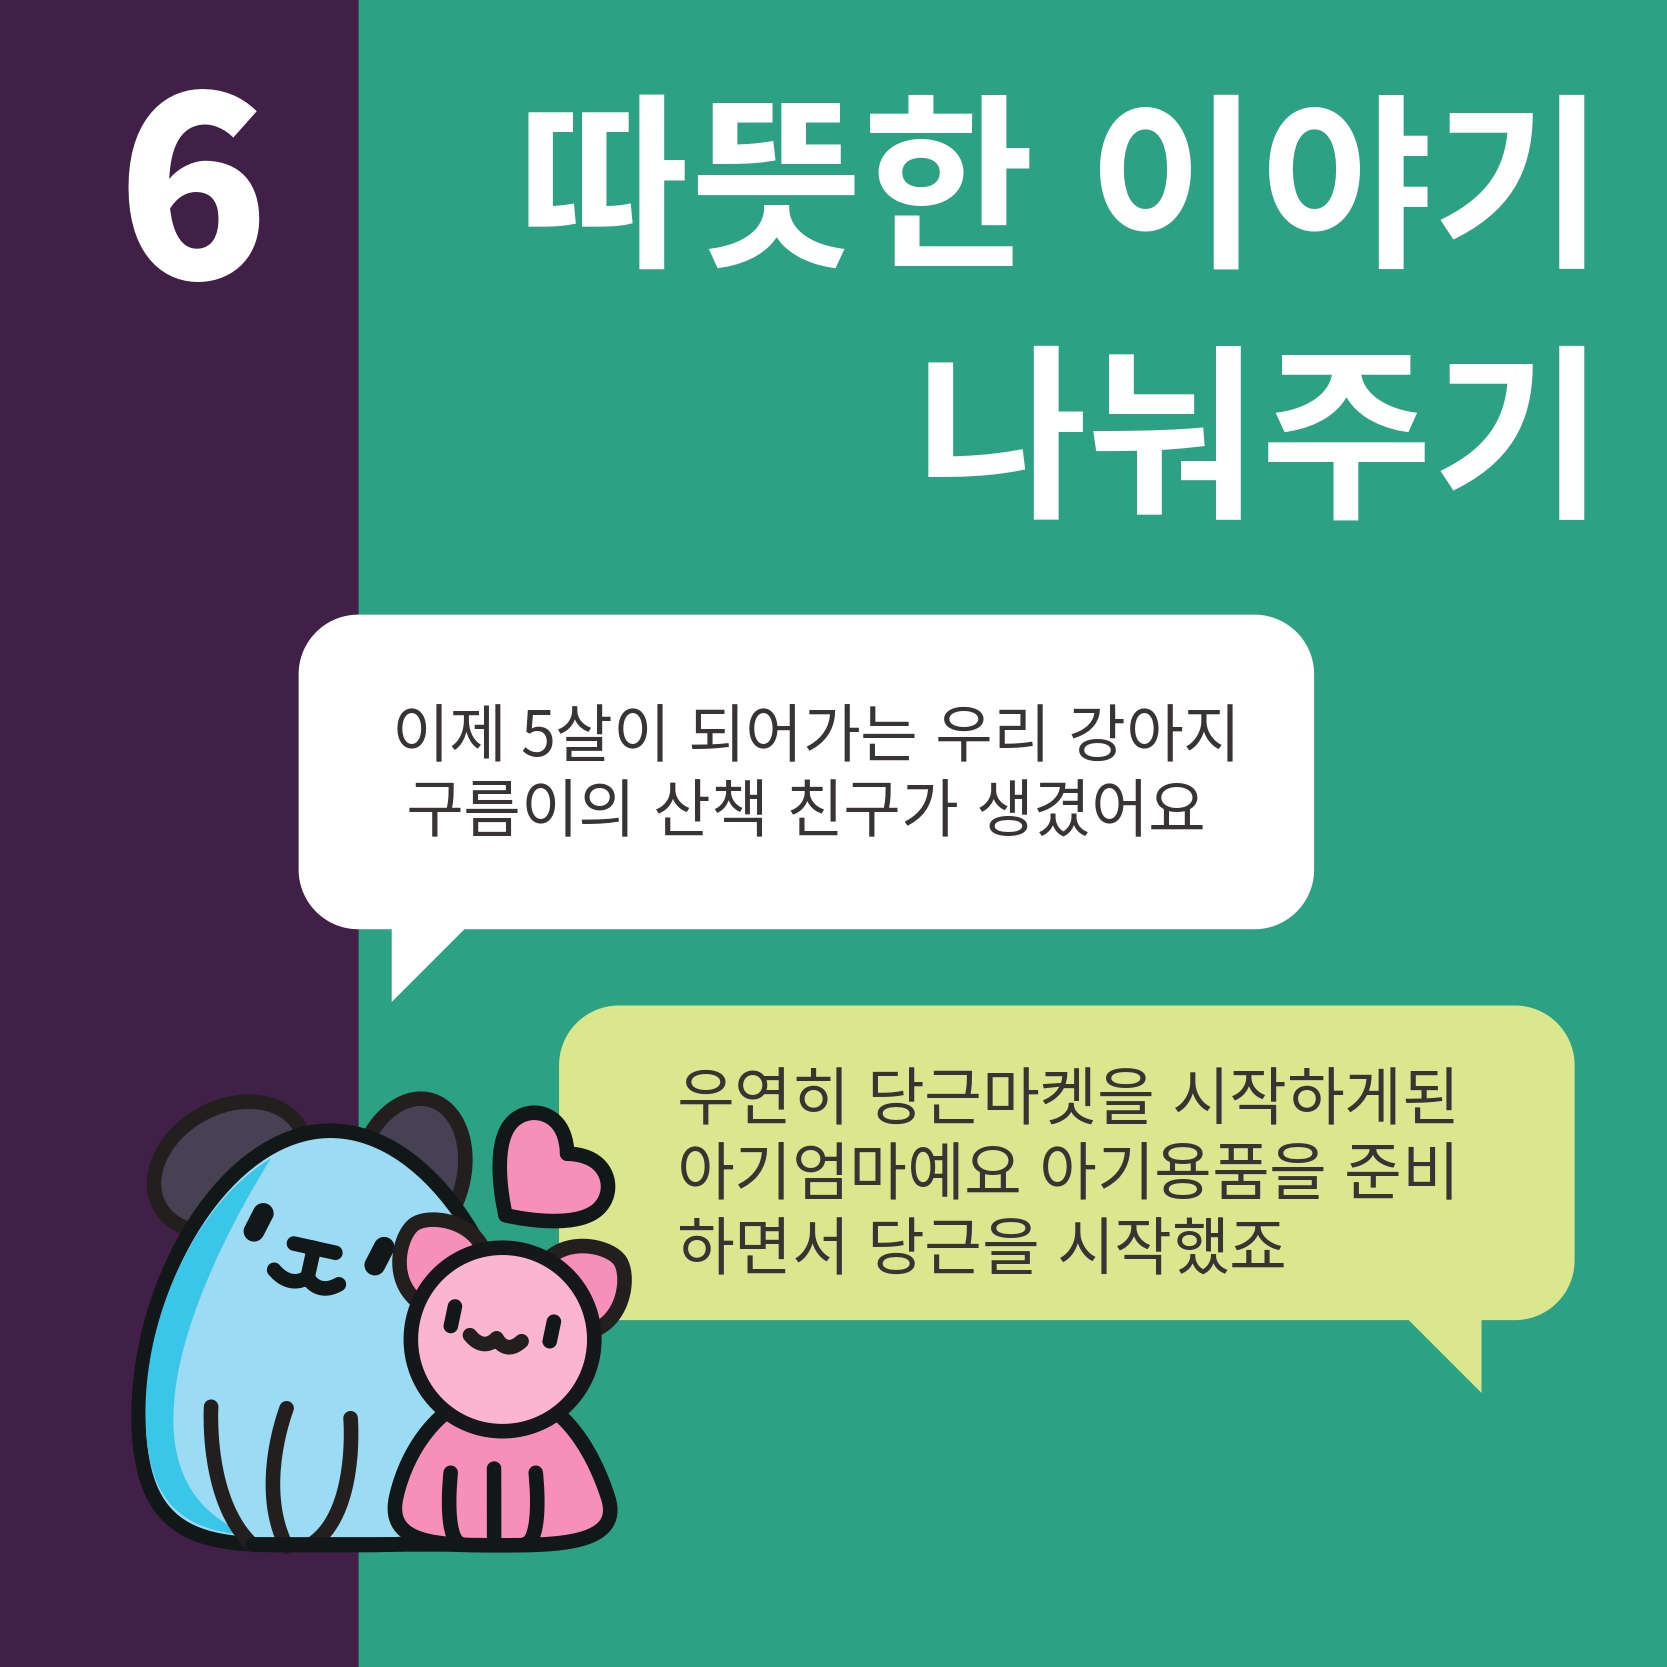 6
따뜻한 이야기
나눠주기
이제 5살이 되어가는 우리 강아지
구름이의 산책 친구가 생겼어요
우연히 당근마켓을 시작하게된
아기엄마예요 아기용품을 준비
하면서 당근을 시작했죠